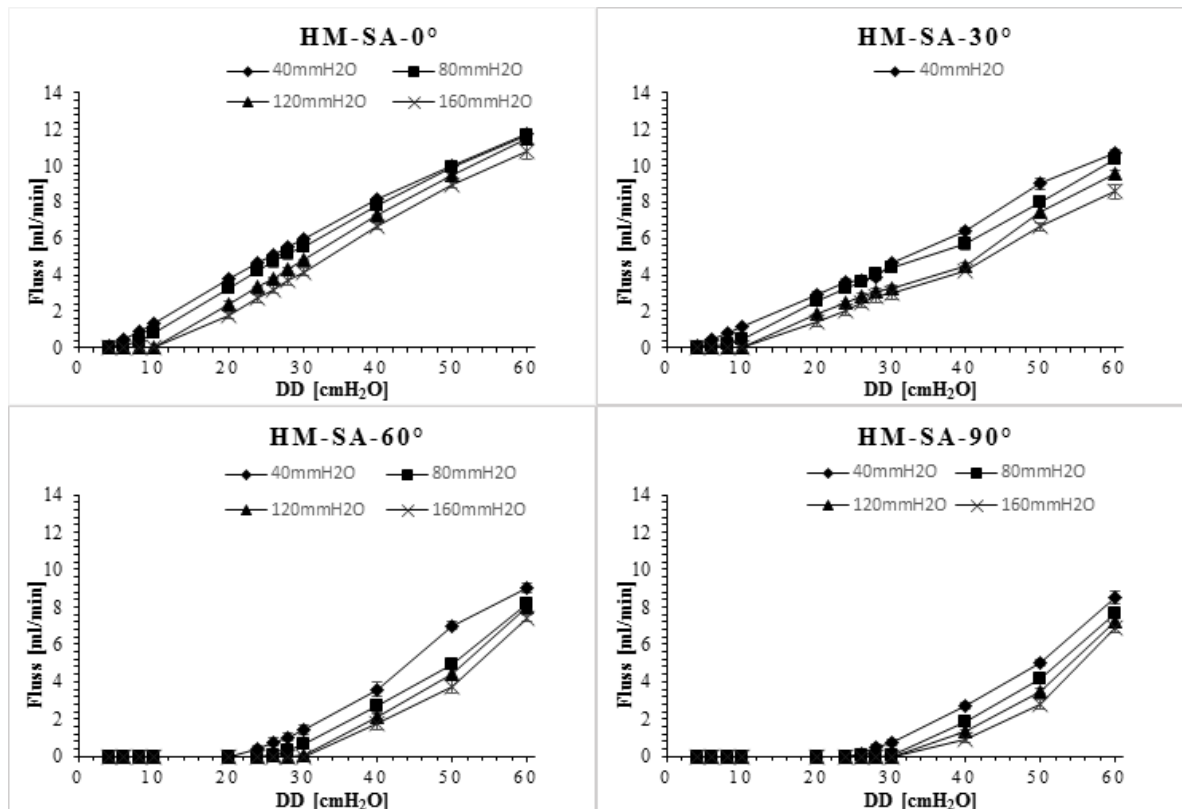 HM-SA-0°
40mmH2O 80mmH2O
120mmH2O 160mmH2O
Fluss [ml/min]
14
12
10
8
6
4
2
0
0 10 20 30 40 50 60
DD [cmH₂O]
HM-SA-30°
40mmH2O
Fluss [ml/min]
14
12
10
8
6
4
2
0
0 10 20 30 40 50 60
DD [cmH₂O]
HM-SA-60°
40mmH2O 80mmH2O
120mmH2O 160mmH2O
Fluss [ml/min]
14
12
10
8
6
4
2
0
0 10 20 30 40 50 60
DD [cmH₂O]
HM-SA-90°
40mmH2O 80mmH2O
120mmH2O 160mmH2O
Fluss [ml/min]
14
12
10
8
6
4
2
0
0 10 20 30 40 50 60
DD [cmH₂O]